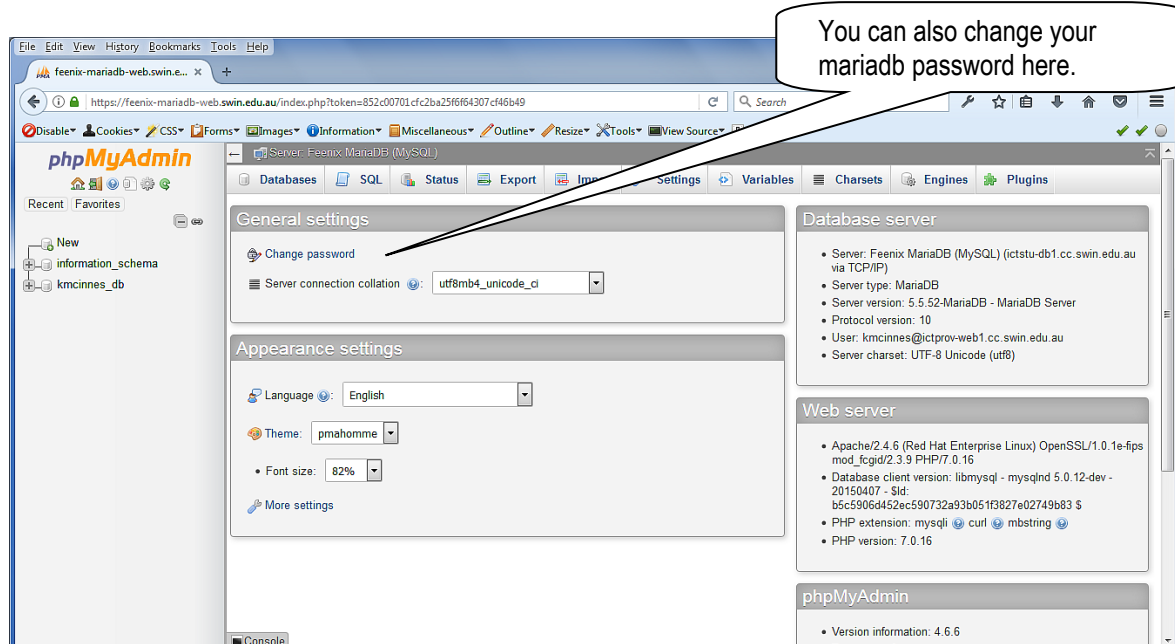 You can also change your
mariadb password here.
File Edit View History Bookmarks Tools Help
feenix-mariadb-web.swin.e... × +
https://feenix-mariadb-web.swin.edu.au/index.php?token=852c00701cfc2ba25f6f64307cf46b49
Search
Disable Cookies CSS Forms Images Information Miscellaneous Outline Resize Tools View Source
phpMyAdmin
Recent Favorites
New
information_schema
kmcinnes_db
Server: Feenix MariaDB (MySQL)
Databases SQL Status Export Settings Variables Charsets Engines Plugins
General settings
Change password
Server connection collation : utf8mb4_unicode_ci
Appearance settings
Language : English
Theme: pmahomme
• Font size: 82%
More settings
Database server
• Server: Feenix MariaDB (MySQL) (ictstu-db1.cc.swin.edu.au
via TCP/IP)
• Server type: MariaDB
• Server version: 5.5.52-MariaDB - MariaDB Server
• Protocol version: 10
• User: kmcinnes@ictprov-web1.cc.swin.edu.au
• Server charset: UTF-8 Unicode (utf8)
Web server
• Apache/2.4.6 (Red Hat Enterprise Linux) OpenSSL/1.0.1e-fips
mod_fcgid/2.3.9 PHP/7.0.16
• Database client version: libmysql - mysqlnd 5.0.12-dev -
20150407 - $Id:
b5c5906d452ec590732a93b051f3827e02749b83 $
• PHP extension: mysqli curl mbstring
• PHP version: 7.0.16
phpMyAdmin
• Version information: 4.6.6
Console